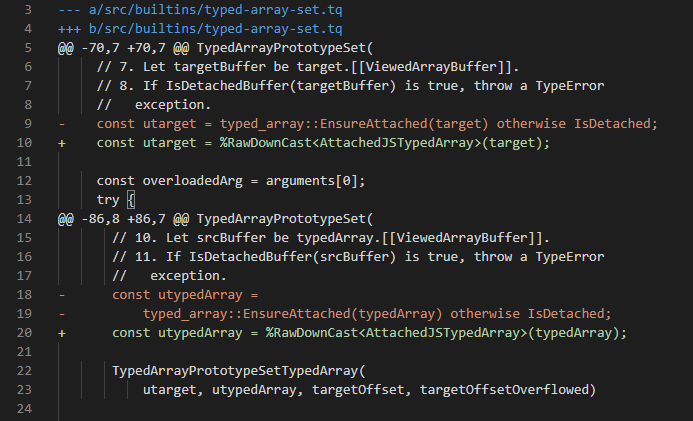 3 --- a/src/builtins/typed-array-set.tq
4 +++ b/src/builtins/typed-array-set.tq
5 @@ -70,7 +70,7 @@ TypedArrayPrototypeSet(
6 // 7. Let targetBuffer be target.[[ViewedArrayBuffer]].
7 // 8. If IsDetachedBuffer(targetBuffer) is true, throw a TypeError
8 //   exception.
9 -    const utarget = typed_array::EnsureAttached(target) otherwise IsDetached;
10 +    const utarget = %RawDownCast<AttachedJSTypedArray>(target);
11
12 const overloadedArg = arguments[0];
13 try {
14 @@ -86,8 +86,7 @@ TypedArrayPrototypeSet(
15 // 10. Let srcBuffer be typedArray.[[ViewedArrayBuffer]].
16 // 11. If IsDetachedBuffer(srcBuffer) is true, throw a TypeError
17 //   exception.
18 -      const utypedArray =
19 -          typed_array::EnsureAttached(typedArray) otherwise IsDetached;
20 +      const utypedArray = %RawDownCast<AttachedJSTypedArray>(typedArray);
21
22 TypedArrayPrototypeSetTypedArray(
23 utarget, utypedArray, targetOffset, targetOffsetOverflowed)
24